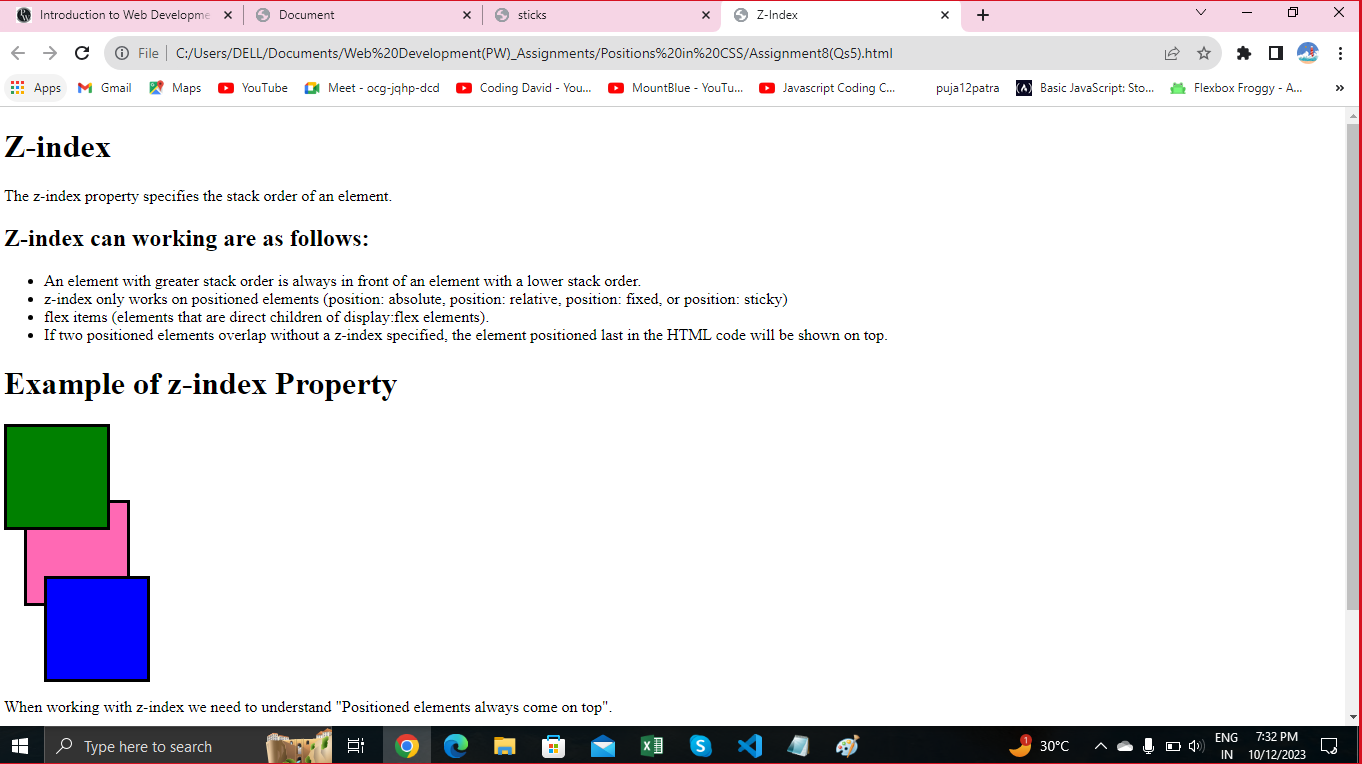 Introduction to Web Developme
Document
sticks
Z-Index
File
C:/Users/DELL/Documents/Web%20Development(PW)_Assignments/Positions%20in%20CSS/Assignment8(Qs5).html
Apps
Gmail
Maps
YouTube
Meet - ocg-jqhp-dcd
Coding David - You...
MountBlue - YouTu...
Javascript Coding C...
puja12patra
Basic JavaScript: Sto...
Flexbox Froggy - A...
Z-index
The z-index property specifies the stack order of an element.
Z-index can working are as follows:
An element with greater stack order is always in front of an element with a lower stack order.
z-index only works on positioned elements (position: absolute, position: relative, position: fixed, or position: sticky)
flex items (elements that are direct children of display:flex elements).
If two positioned elements overlap without a z-index specified, the element positioned last in the HTML code will be shown on top.
Example of z-index Property
When working with z-index we need to understand "Positioned elements always come on top".
Type here to search
1
30°C
ENG
IN
7:32 PM
10/12/2023